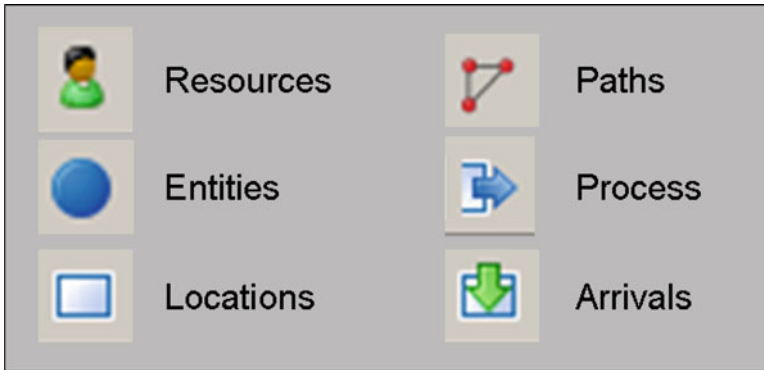 Resources
Paths
Entities
Process
Locations
Arrivals